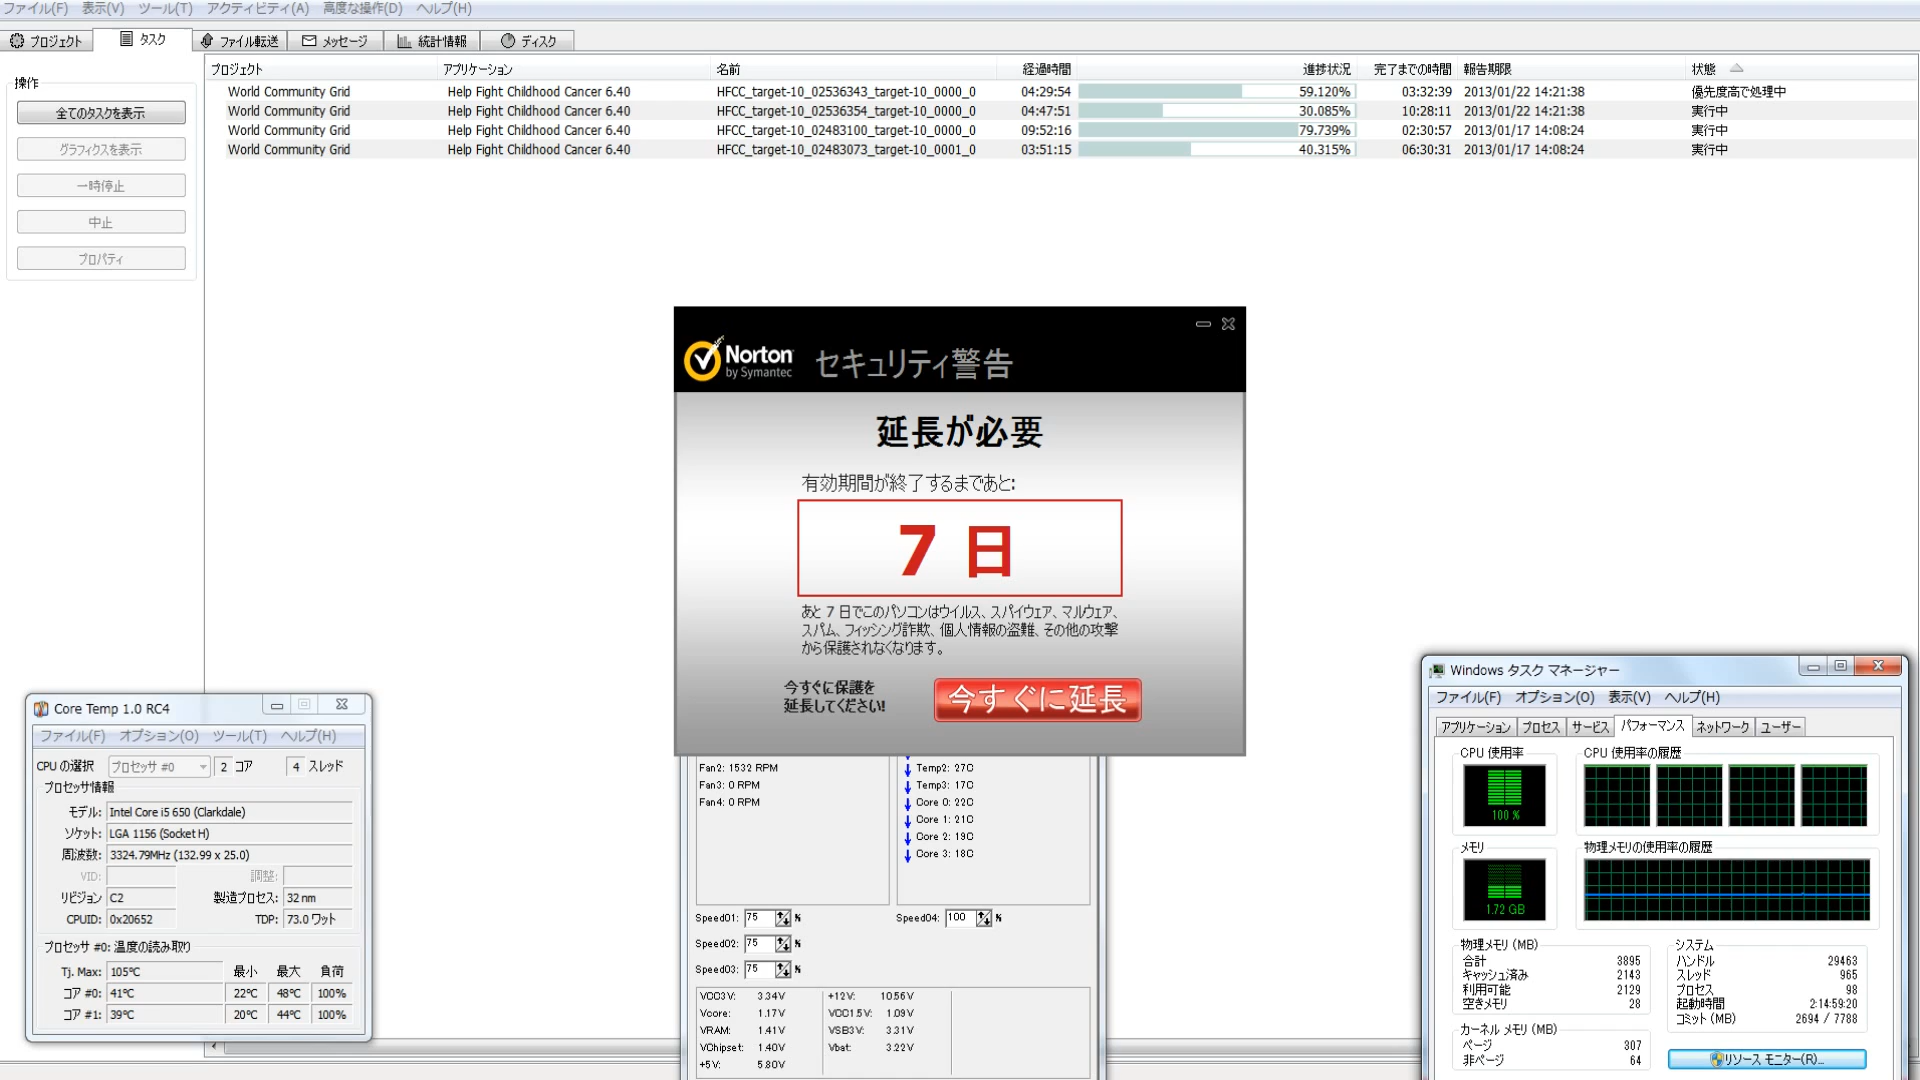 ファイル(F) 表示(V) ツール(T) アクティビティ(A) 高度な操作(D) ヘルプ(H)
プロジェクト タスク ファイル転送 メッセージ 統計情報 ディスク
操作
全てのタスクを表示
グラフィクスを表示
一時停止
中止
プロパティ
プロジェクト アプリケーション 名前 経過時間 進捗状況 完了までの時間 報告期限 状態
World Community Grid Help Fight Childhood Cancer 6.40 HFCC_target-10_02536343_target-10_0000_0 04:29:54 59.120% 03:32:39 2013/01/22 14:21:38 優先度高で処理中
World Community Grid Help Fight Childhood Cancer 6.40 HFCC_target-10_02536354_target-10_0000_0 04:47:51 30.085% 10:28:11 2013/01/22 14:21:38 実行中
World Community Grid Help Fight Childhood Cancer 6.40 HFCC_target-10_02483100_target-10_0000_0 09:52:16 79.739% 02:30:57 2013/01/17 14:08:24 実行中
World Community Grid Help Fight Childhood Cancer 6.40 HFCC_target-10_02483073_target-10_0001_0 03:51:15 40.315% 06:30:31 2013/01/17 14:08:24 実行中
Norton by Symantec セキュリティ警告
延長が必要
有効期間が終了するまであと:
7 日
あと 7 日でこのパソコンはウイルス、スパイウェア、マルウェア、
スパム、フィッシング詐欺、個人情報の盗難、その他の攻撃
から保護されなくなります。
今すぐに保護を
延長してください!
今すぐに延長
Core Temp 1.0 RC4
ファイル(F) オプション(O) ツール(T) ヘルプ(H)
CPU の選択 プロセッサ #0 2 コア 4 スレッド
プロセッサ情報
モデル: Intel Core i5 650 (Clarkdale)
ソケット: LGA 1156 (Socket H)
周波数: 3324.79MHz (132.99 x 25.0)
VID: 調整:
リビジョン C2 製造プロセス: 32 nm
CPUID: 0x20652 TDP: 73.0 ワット
プロセッサ #0: 温度の読み取り
Tj. Max: 105℃ 最小 最大 負荷
コア #0: 41℃ 22℃ 48℃ 100%
コア #1: 39℃ 20℃ 44℃ 100%
Fan2: 1532 RPM
Fan3: 0 RPM
Fan4: 0 RPM
Temp2: 27C
Temp3: 17C
Core 0: 22C
Core 1: 21C
Core 2: 19C
Core 3: 18C
Speed01: 75 % Speed04: 100 %
Speed02: 75 %
Speed03: 75 %
VCC3V: 3.34V +12V: 10.56V
Vcore: 1.17V VCC1.5V: 1.09V
VRAM: 1.41V VSB3V: 3.31V
VChipset: 1.40V Vbat: 3.22V
+5V: 5.80V
Windows タスク マネージャー
ファイル(F) オプション(O) 表示(V) ヘルプ(H)
アプリケーション プロセス サービス パフォーマンス ネットワーク ユーザー
CPU 使用率 CPU 使用率の履歴
100 %
メモリ 物理メモリの使用率の履歴
1.72 GB
物理メモリ (MB)
合計 3895
キャッシュ済み 2143
利用可能 2129
空きメモリ 28
カーネル メモリ (MB)
ページ 307
非ページ 64
システム
ハンドル 29463
スレッド 965
プロセス 98
起動時間 2:14:59:20
コミット (MB) 2694 / 7788
リソース モニター(R)...